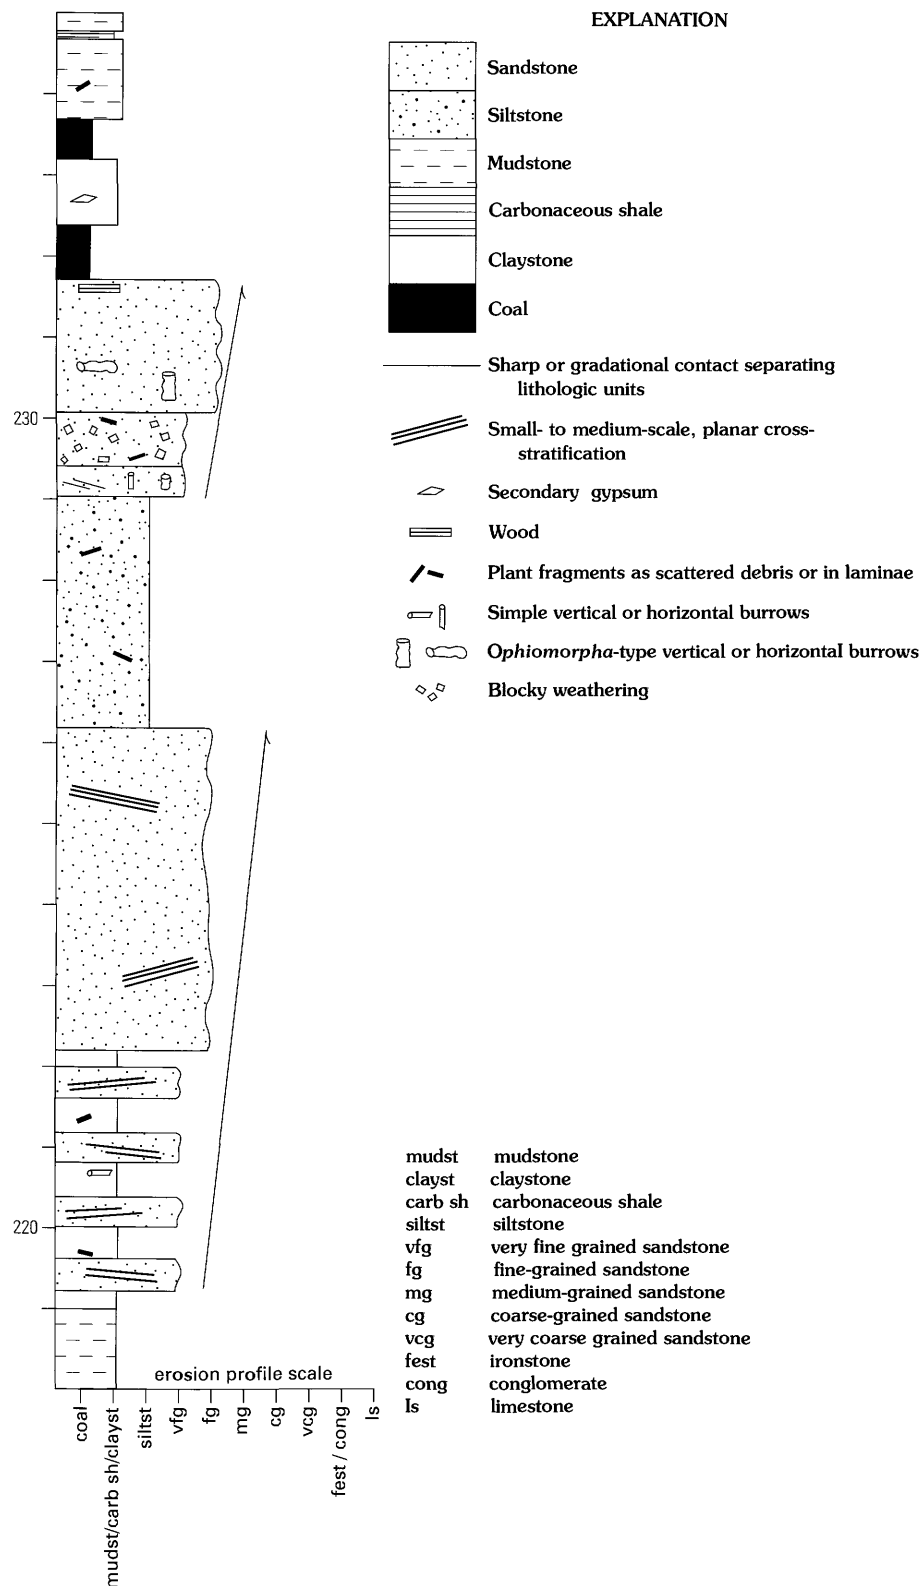 EXPLANATION
Sandstone
Siltstone
Mudstone
Carbonaceous shale
Claystone
Coal
Sharp or gradational contact separating
lithologic units
Small- to medium-scale, planar cross-
stratification
Secondary gypsum
Wood
Plant fragments as scattered debris or in laminae
Simple vertical or horizontal burrows
Ophiomorpha-type vertical or horizontal burrows
Blocky weathering
230
220
mudst mudstone
clayst claystone
carb sh carbonaceous shale
siltst siltstone
vfg very fine grained sandstone
fg fine-grained sandstone
mg medium-grained sandstone
cg coarse-grained sandstone
vcg very coarse grained sandstone
fest ironstone
cong conglomerate
ls limestone
erosion profile scale
coal
mudst/carb sh/clayst
siltst
vfg
fg
mg
cg
vcg
fest / cong
ls